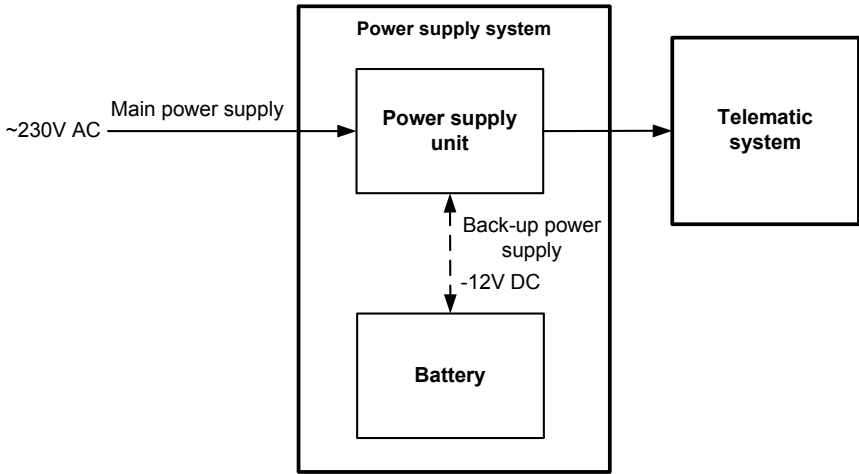 Power supply system
Main power supply
~230V AC
Power supply
unit
Telematic
system
Back-up power
supply
-12V DC
Battery